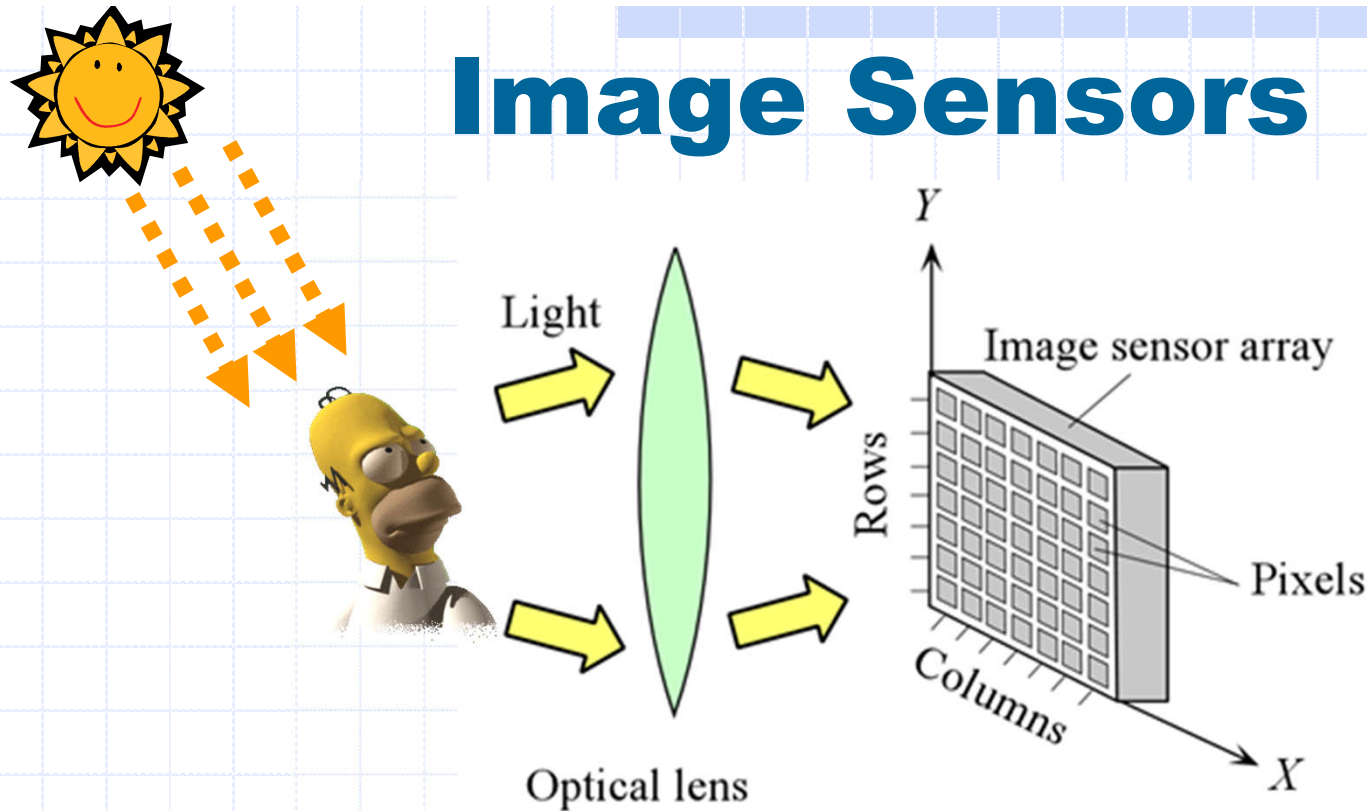 Image Sensors
Y
Light
Image sensor array
Rows
Pixels
Columns
X
Optical lens